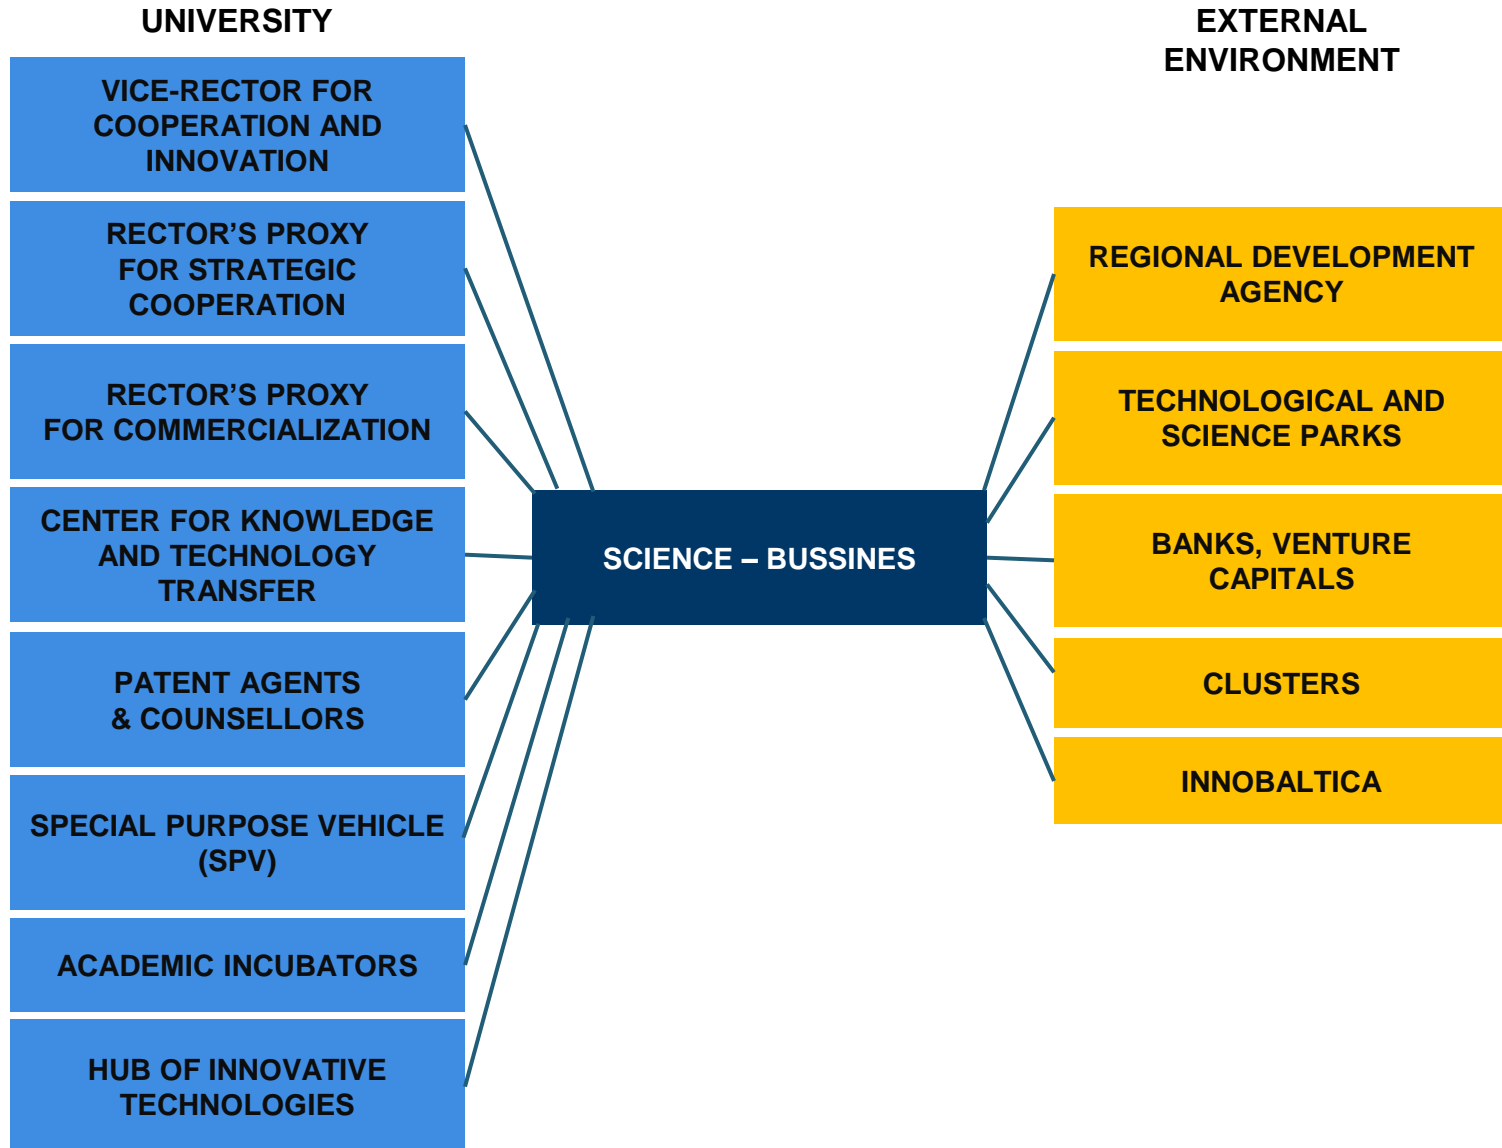 UNIVERSITY
VICE-RECTOR FOR
COOPERATION AND
INNOVATION
RECTOR’S PROXY
FOR STRATEGIC
COOPERATION
RECTOR’S PROXY
FOR COMMERCIALIZATION
CENTER FOR KNOWLEDGE
AND TECHNOLOGY
TRANSFER
PATENT AGENTS
& COUNSELLORS
SPECIAL PURPOSE VEHICLE
(SPV)
ACADEMIC INCUBATORS
HUB OF INNOVATIVE
TECHNOLOGIES
SCIENCE – BUSSINES
EXTERNAL
ENVIRONMENT
REGIONAL DEVELOPMENT
AGENCY
TECHNOLOGICAL AND
SCIENCE PARKS
BANKS, VENTURE
CAPITALS
CLUSTERS
INNOBALTICA